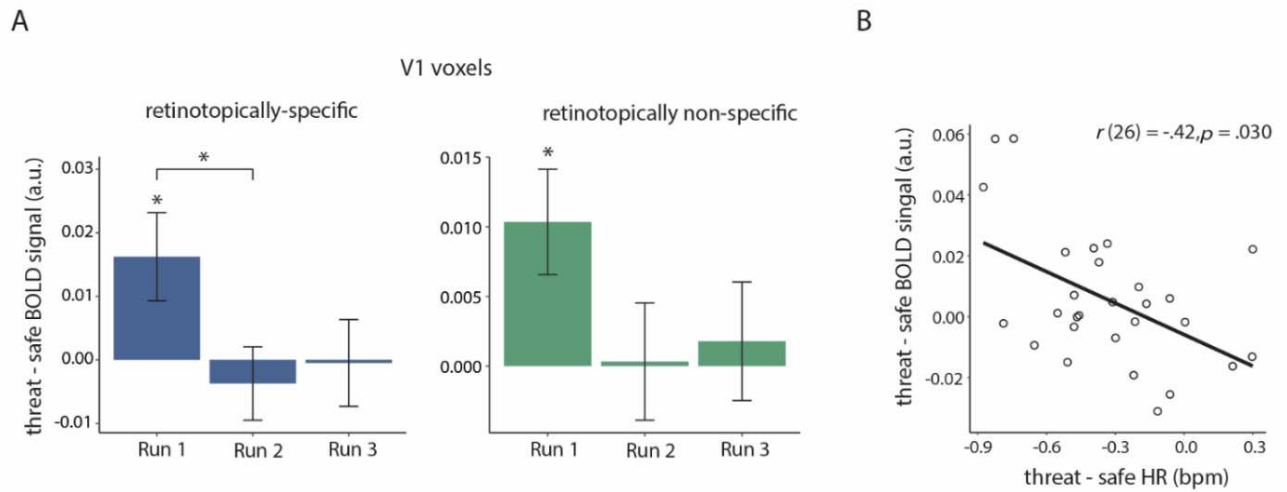 A
V1 voxels
retinotopically-specific
threat - safe BOLD signal (a.u.)
0.03
0.02
0.01
0.00
-0.01
*
*
Run 1 Run 2 Run 3
retinotopically non-specific
0.015
0.010
0.005
0.000
*
Run 1 Run 2 Run 3
B
r (26) = -.42,p = .030
threat - safe BOLD singal (a.u.)
0.06
0.04
0.02
0.00
-0.02
-0.9 -0.6 -0.3 0.0 0.3
threat - safe HR (bpm)